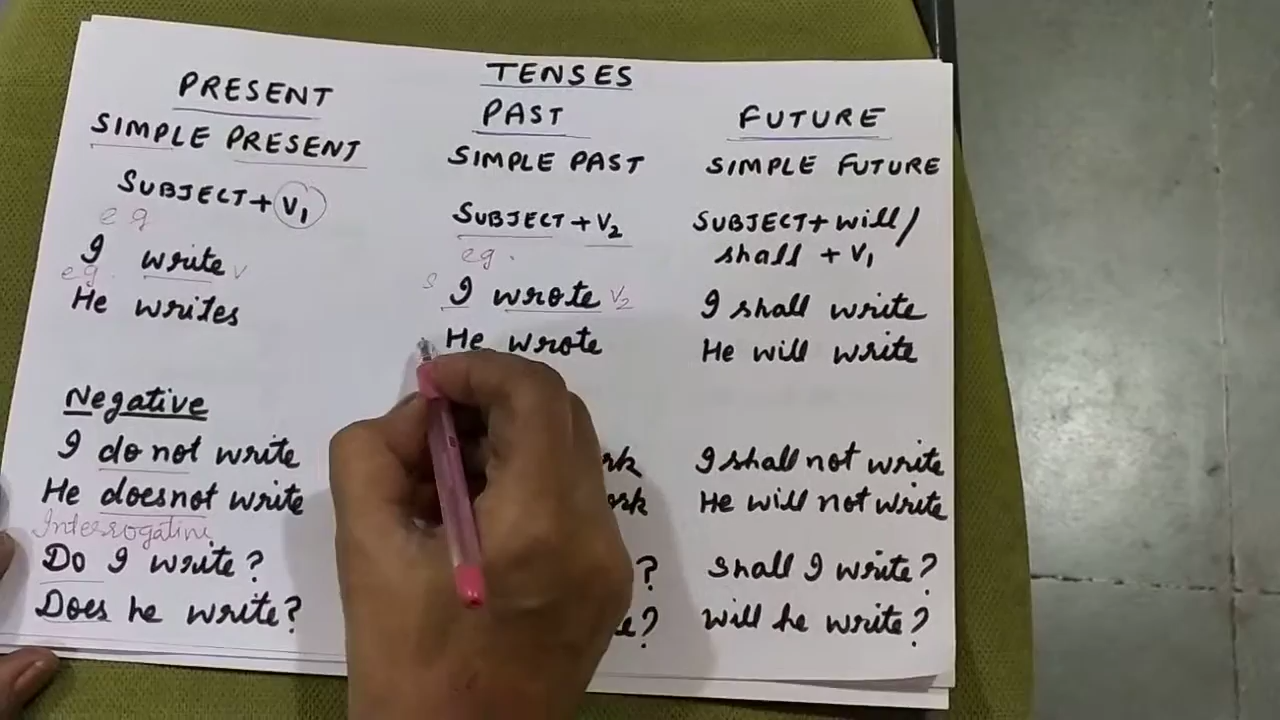 TENSES
PRESENT
SIMPLE PRESENT
SUBJECT + V1
e g
I write v
eg.
He writes
Negative
I do not write
He doesnot write
Interrogative
Do I write?
Does he write?
PAST
SIMPLE PAST
SUBJECT + V2
eg.
S I wrote V2
He wrote
?
?
FUTURE
SIMPLE FUTURE
SUBJECT + will/
shall + V1
I shall write
He will write
I shall not write
He will not write
Shall I write?
will he write?